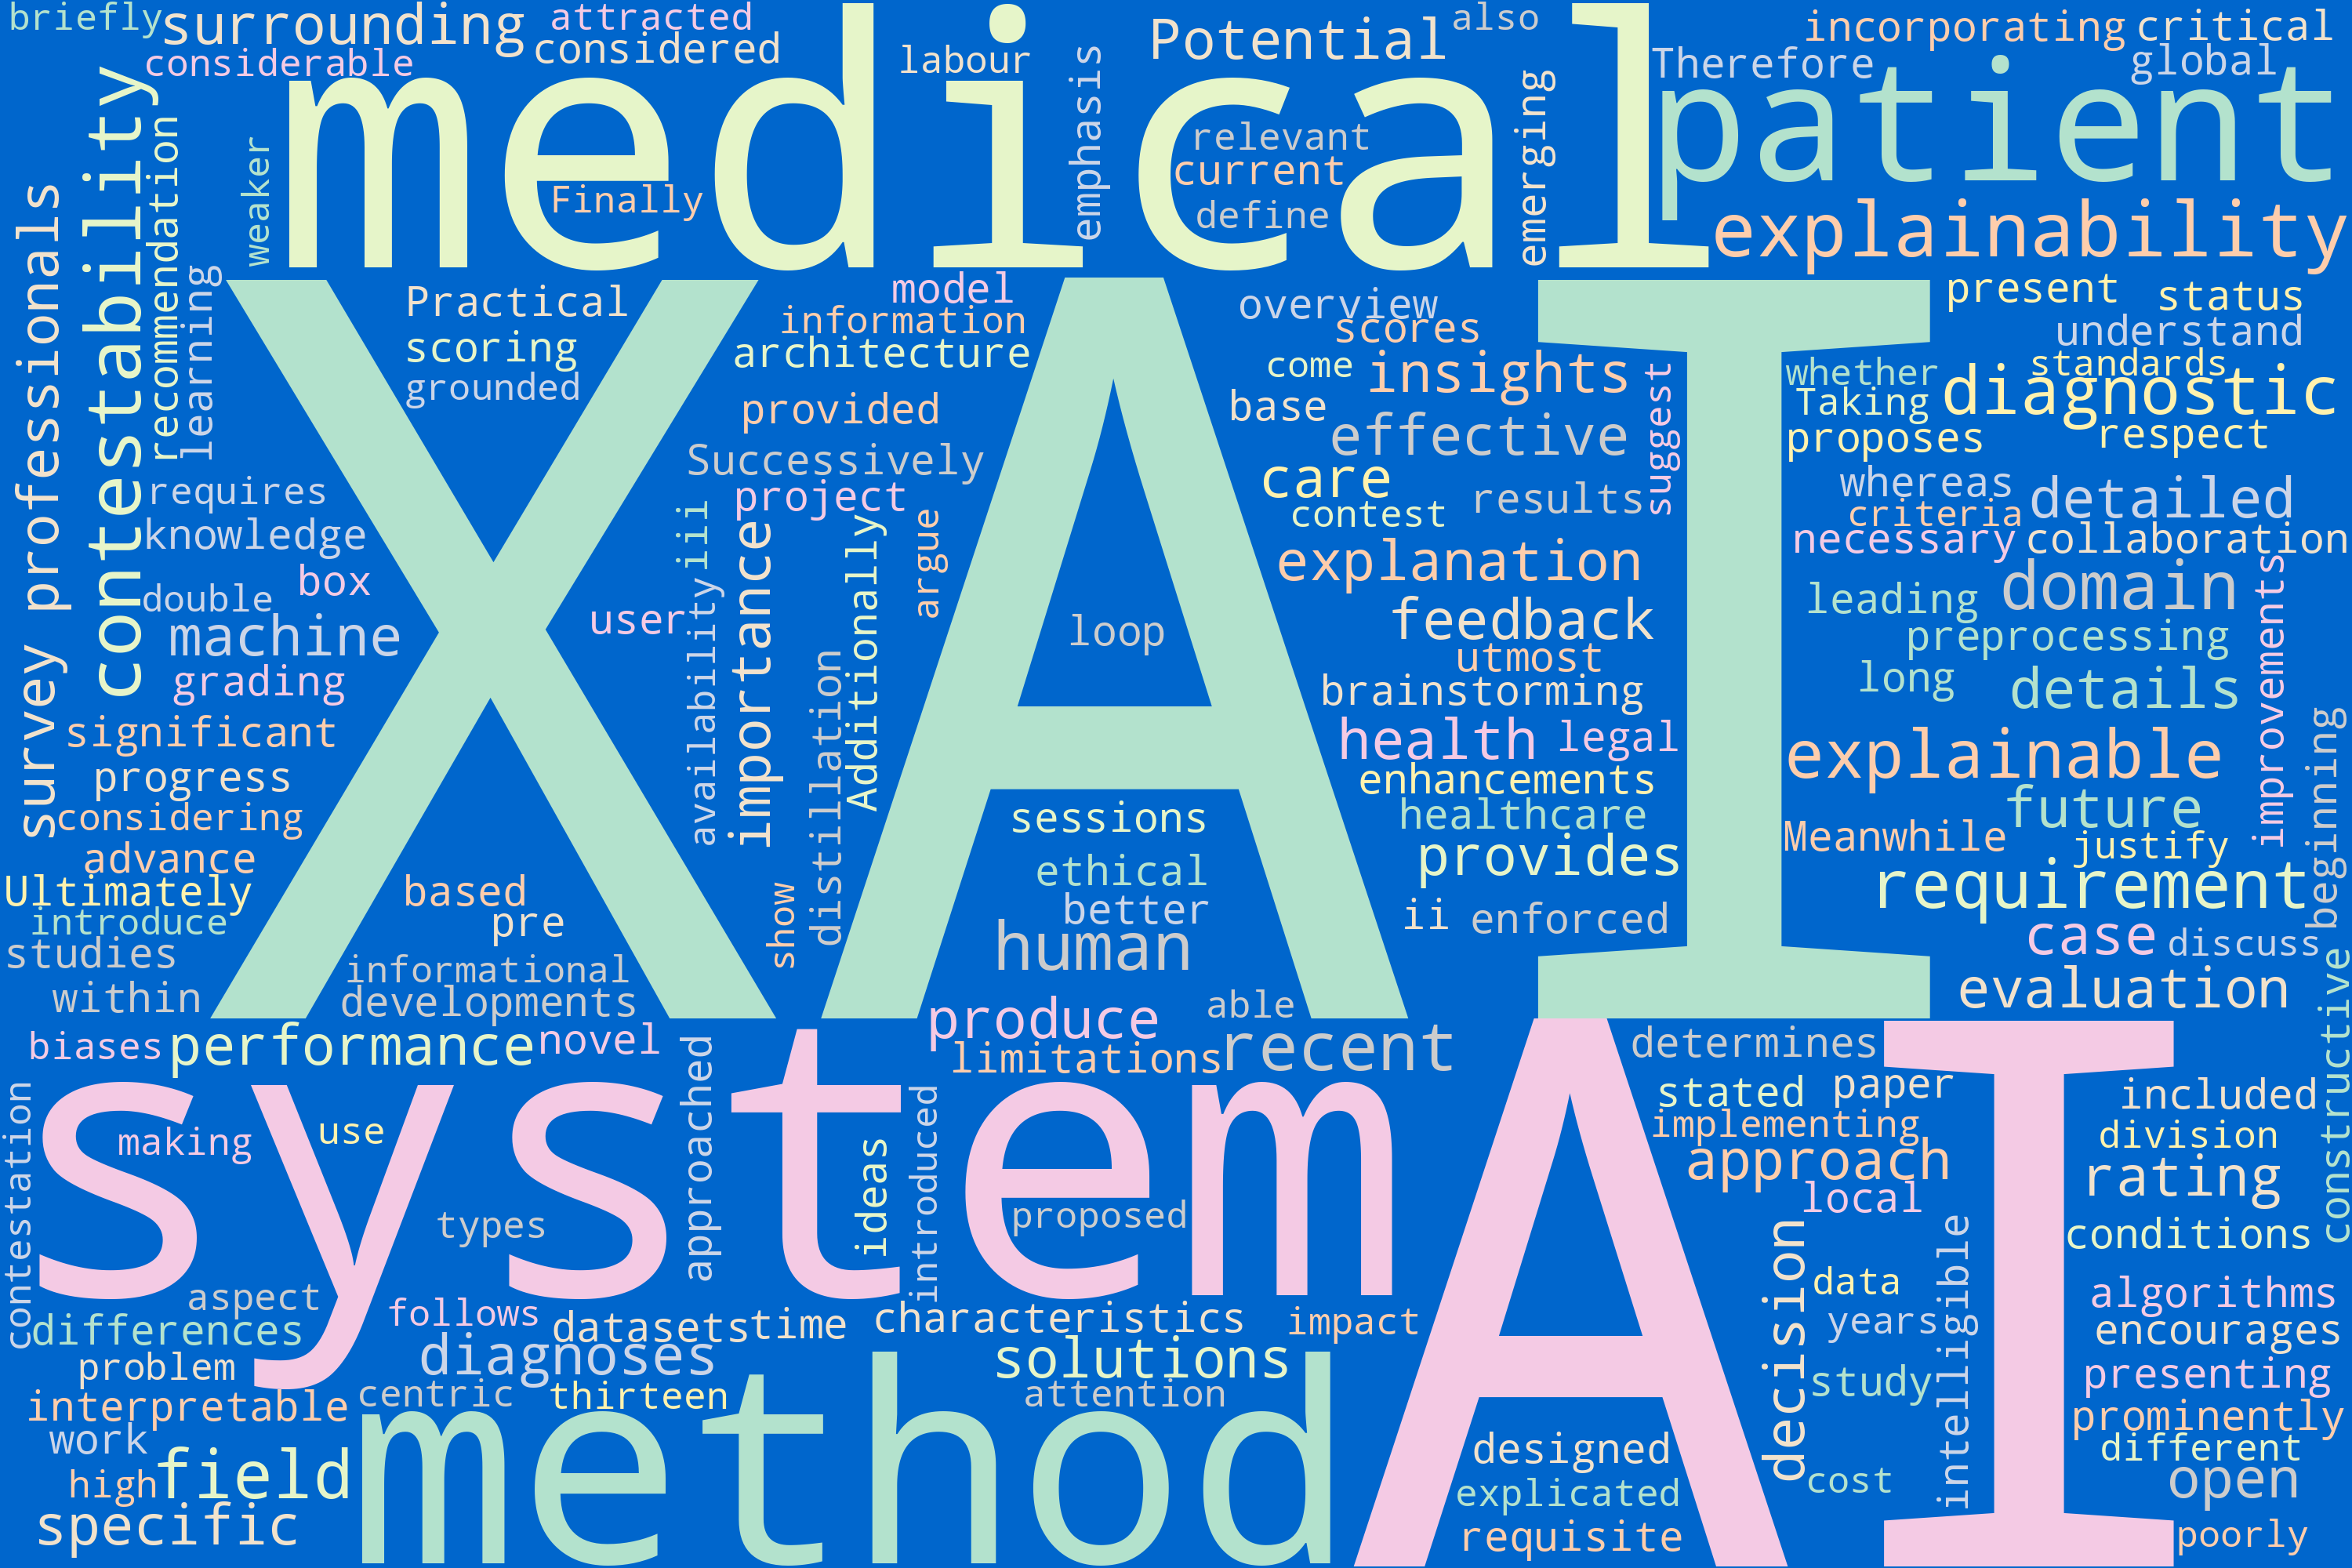 briefly
surrounding
attracted
considered
considerable
labour
Potential
also
incorporating
critical
Therefore
global
medical
patient
emphasis
relevant
current
define
emerging
explainability
Finally
weaker
recommendation
contestability
survey professionals
learning
Practical
scoring
grounded
model
information
architecture
provided
Successively
project
overview
scores
come
insights
base
effective
care
contest
results
suggest
present
status
understand
standards
whether
Taking
diagnostic
proposes
respect
whereas
criteria
detailed
necessary
collaboration
XAI
requires
knowledge
box
double
machine
grading
user
iii
availability
importance
Additionally
argue
distillation
loop
explanation
feedback
utmost
brainstorming
health
legal
enhancements
healthcare
provides
domain
leading
preprocessing
long
details
improvements
explainable
future
Meanwhile
justify
requirement
beginning
significant
progress
considering
advance
Ultimately
introduce
studies
within
based
pre
informational
developments
show
sessions
ethical
better
human
ii
enforced
case
discuss
evaluation
constructive
biases
performance
novel
produce
able
limitations
recent
determines
stated
paper
implementing
approach
local
included
division
rating
conditions
system
AI
contestation
making
use
types
approached
ideas
introduced
proposed
decision
data
years
study
intelligible
algorithms
encourages
presenting
prominently
different
open
poorly
aspect
differences
follows
datasets
time
characteristics
impact
problem
diagnoses
solutions
interpretable
centric
thirteen
attention
work
high
field
specific
method
designed
explicated
requisite
cost